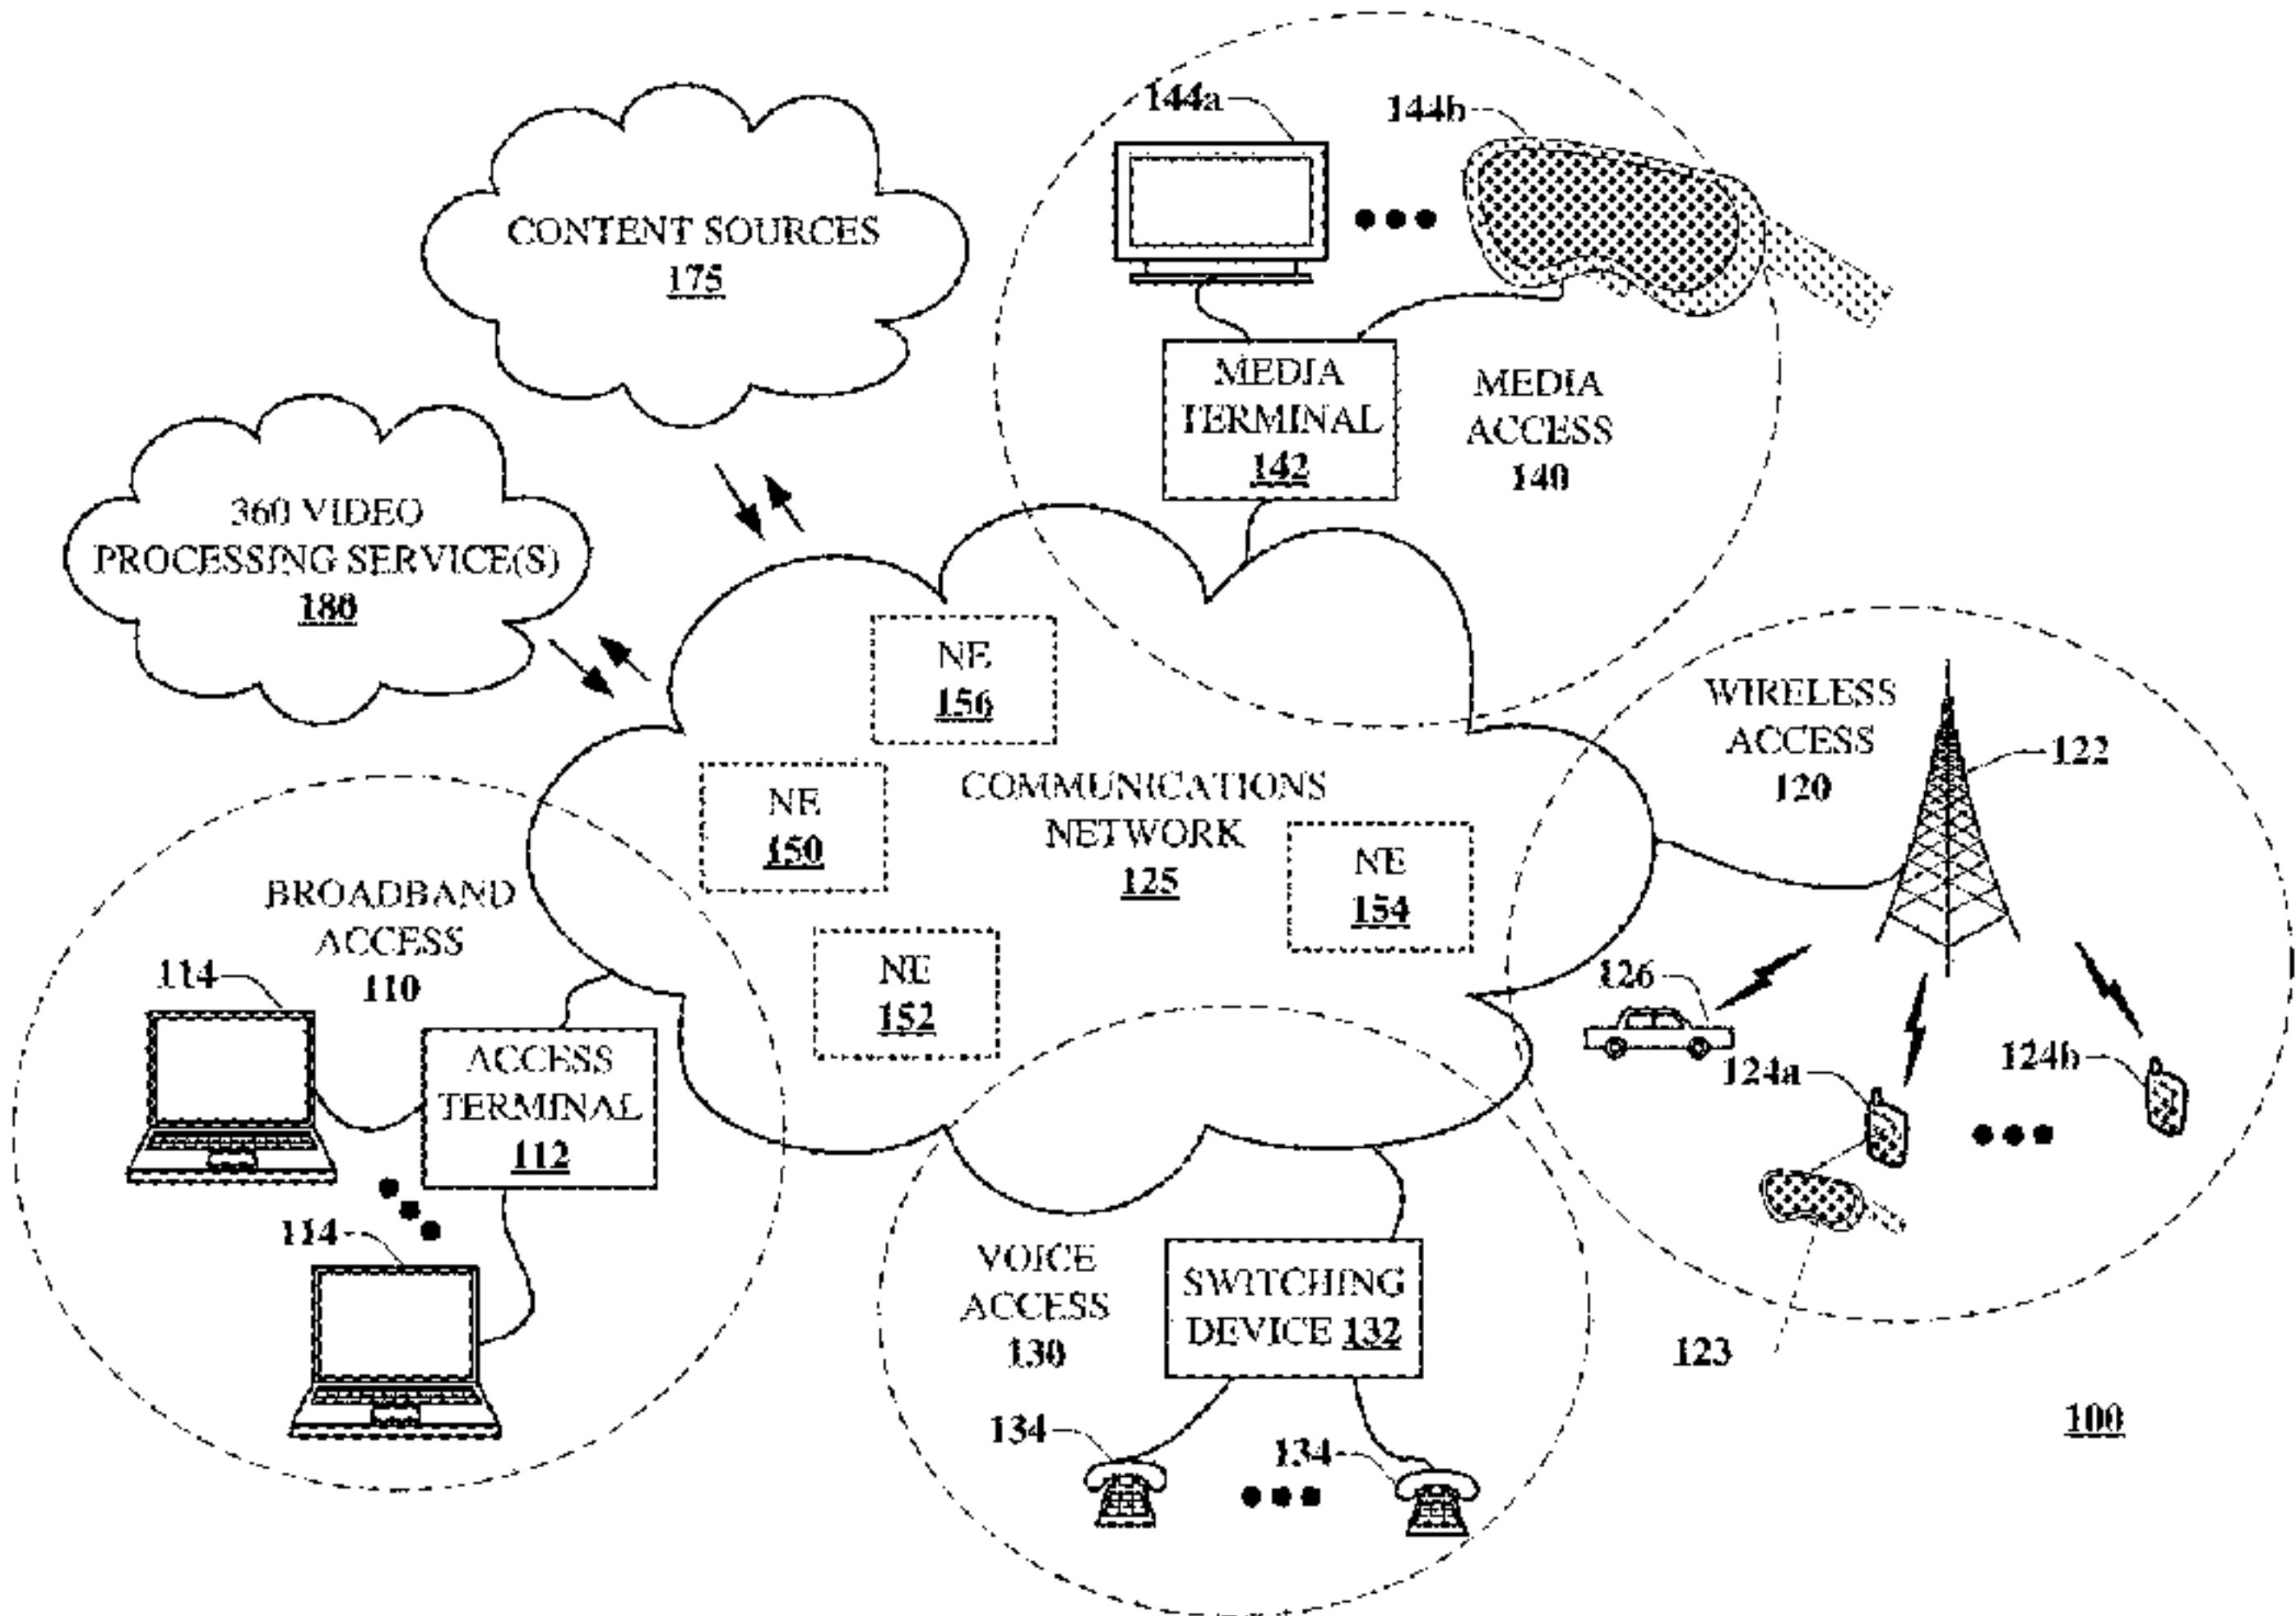 144a
144b
CONTENT SOURCES
175
MEDIA
TERMINAL
142
MEDIA
ACCESS
140
360 VIDEO
PROCESSING SERVICE(S)
180
NE
156
WIRELESS
ACCESS
120
122
NE
150
COMMUNICATIONS
NETWORK
125
NE
154
BROADBAND
ACCESS
110
114
NE
152
126
124a
124b
ACCESS
TERMINAL
112
114
VOICE
ACCESS
130
SWITCHING
DEVICE 132
123
134
134
100